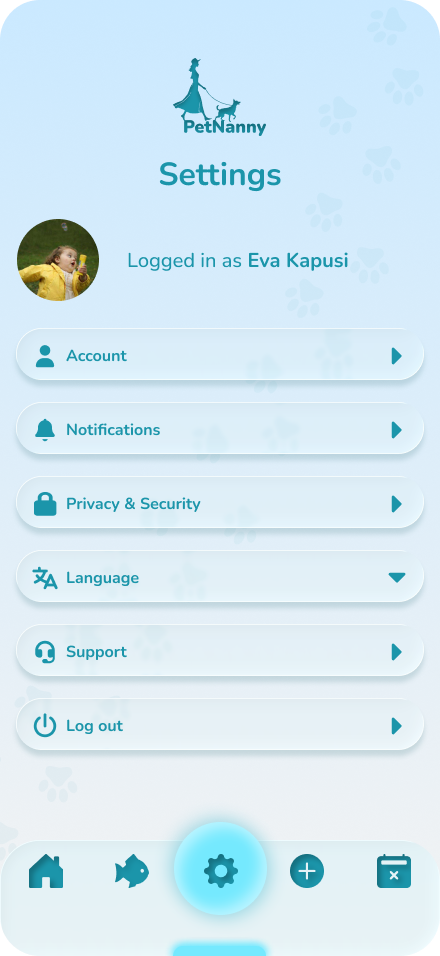 PetNanny
Settings
Logged in as Eva Kapusi
Account
Notifications
Privacy & Security
Language
Support
Log out